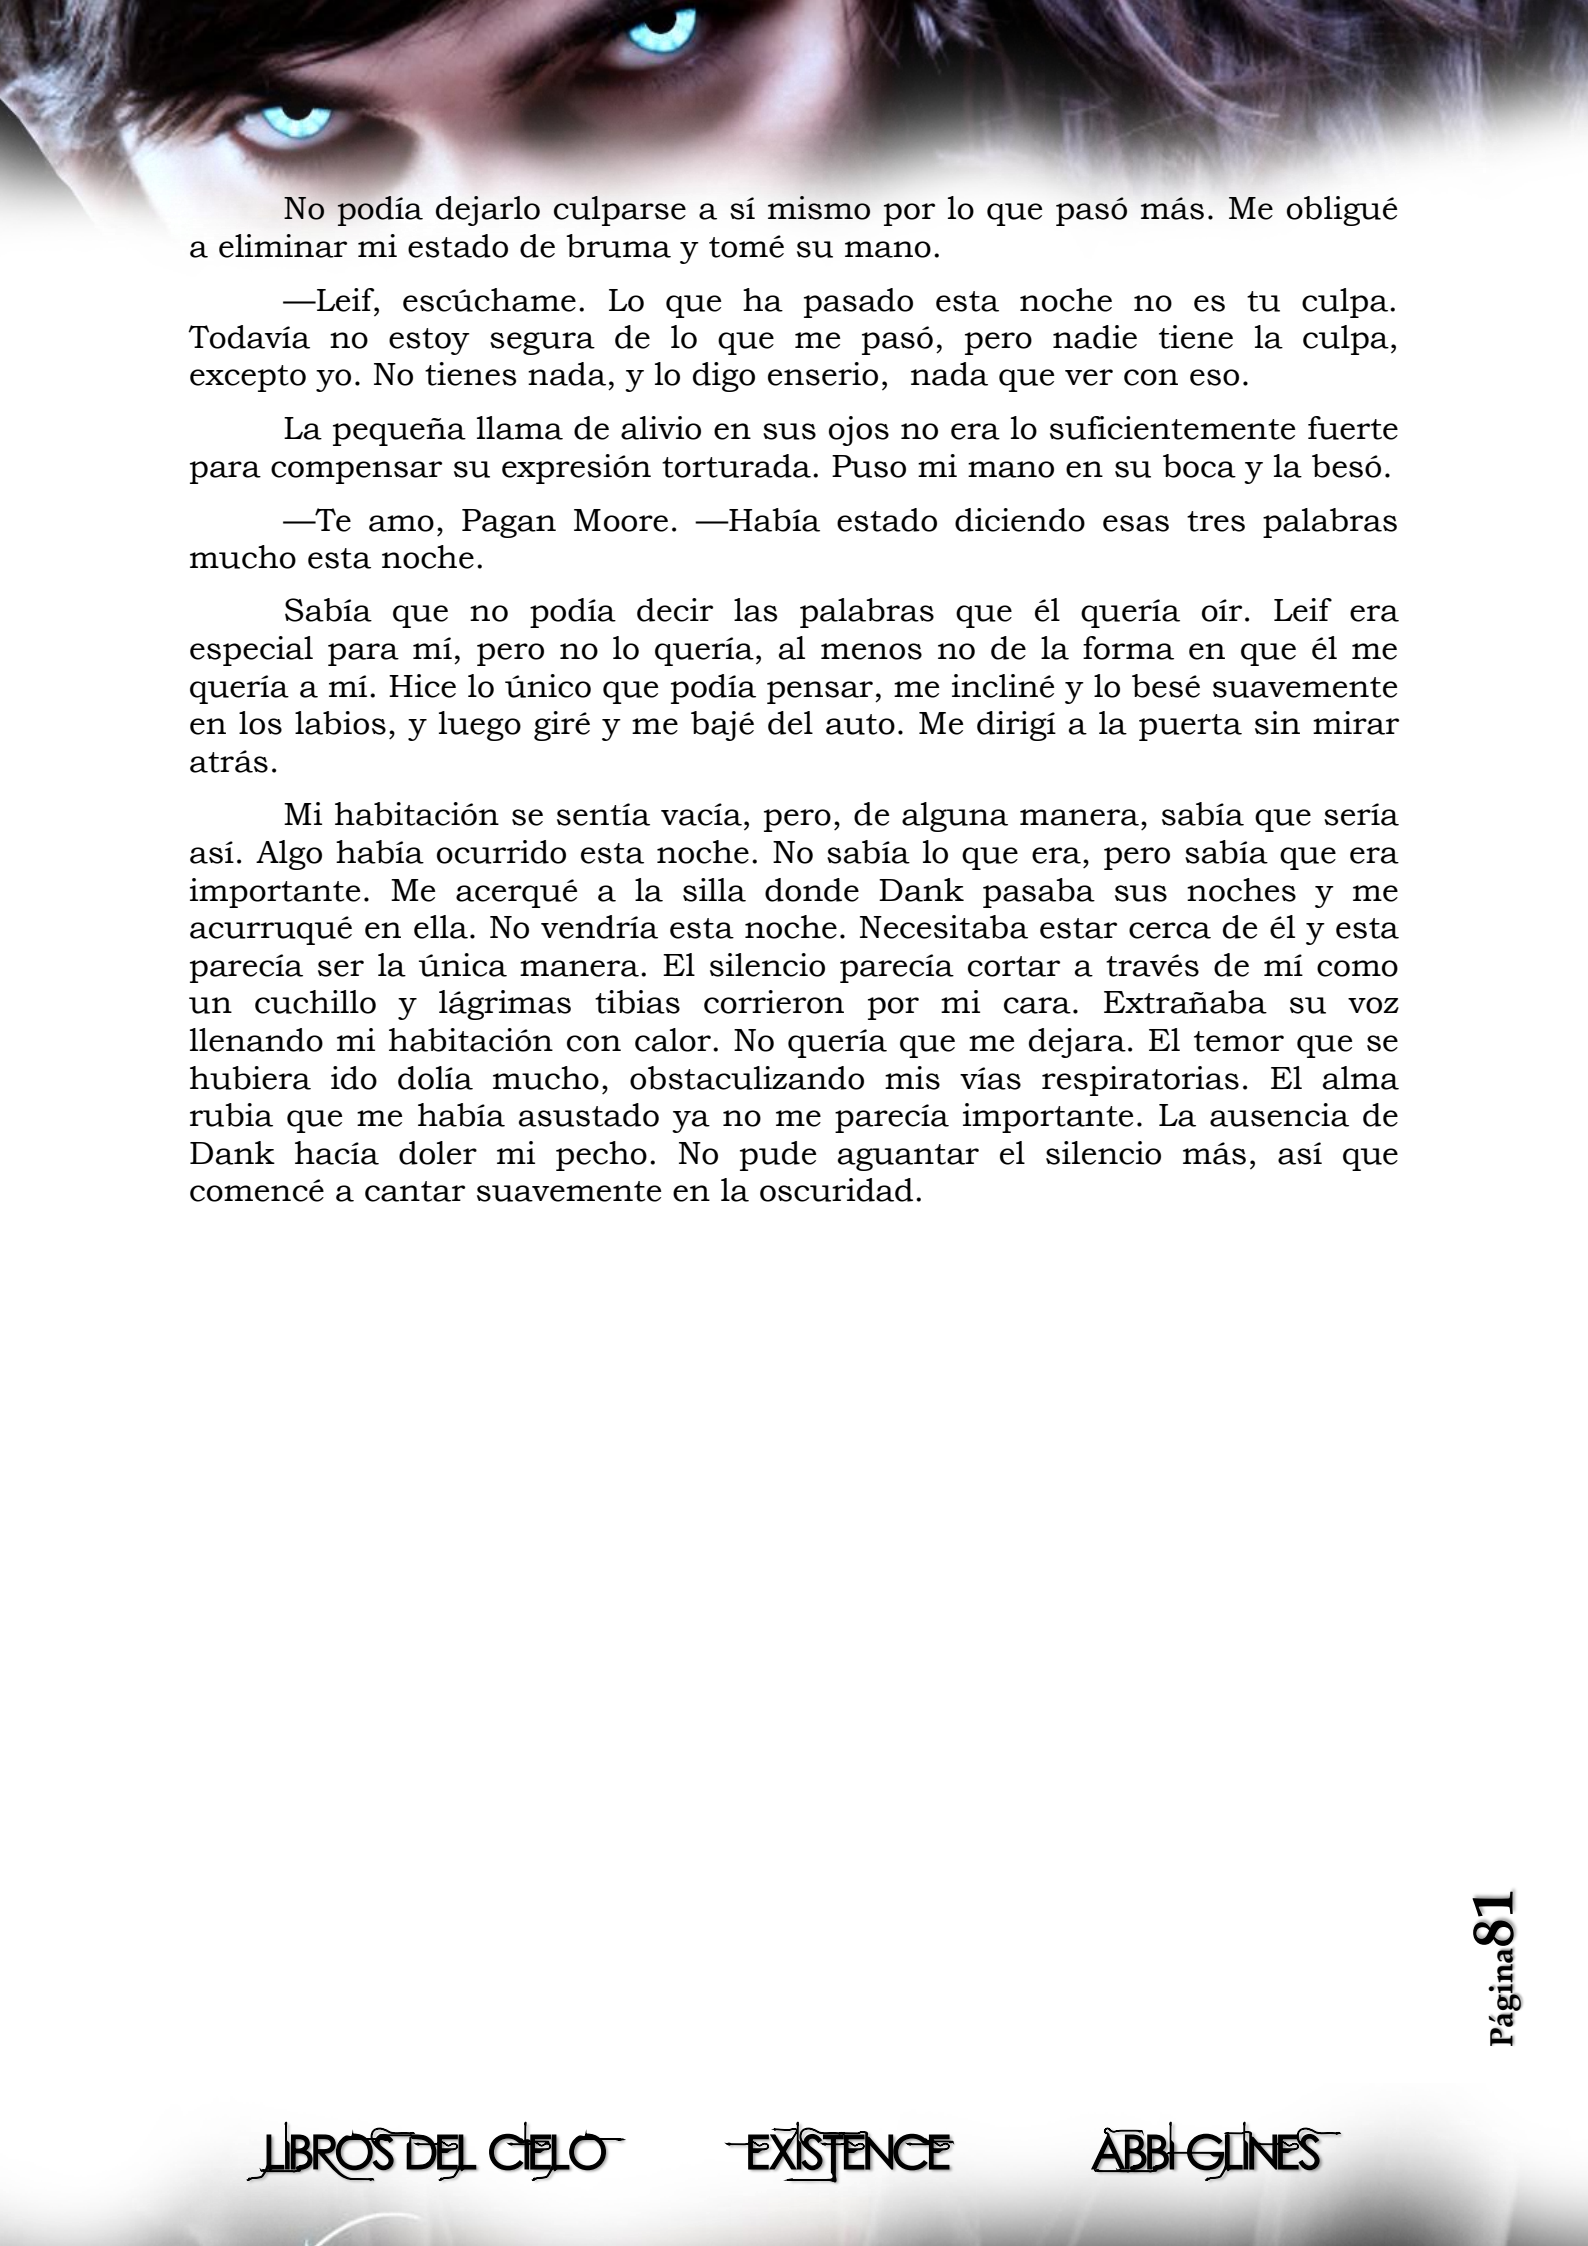 No podía dejarlo culparse a sí mismo por lo que pasó más. Me obligué
a eliminar mi estado de bruma y tomé su mano.
—Leif, escúchame. Lo que ha pasado esta noche no es tu culpa.
Todavía no estoy segura de lo que me pasó, pero nadie tiene la culpa,
excepto yo. No tienes nada, y lo digo enserio,  nada que ver con eso.
La pequeña llama de alivio en sus ojos no era lo suficientemente fuerte
para compensar su expresión torturada. Puso mi mano en su boca y la besó.
—Te amo, Pagan Moore. —Había estado diciendo esas tres palabras
mucho esta noche.
Sabía que no podía decir las palabras que él quería oír. Leif era
especial para mí, pero no lo quería, al menos no de la forma en que él me
quería a mí. Hice lo único que podía pensar, me incliné y lo besé suavemente
en los labios, y luego giré y me bajé del auto. Me dirigí a la puerta sin mirar
atrás.
Mi habitación se sentía vacía, pero, de alguna manera, sabía que sería
así. Algo había ocurrido esta noche. No sabía lo que era, pero sabía que era
importante. Me acerqué a la silla donde Dank pasaba sus noches y me
acurruqué en ella. No vendría esta noche. Necesitaba estar cerca de él y esta
parecía ser la única manera. El silencio parecía cortar a través de mí como
un cuchillo y lágrimas tibias corrieron por mi cara. Extrañaba su voz
llenando mi habitación con calor. No quería que me dejara. El temor que se
hubiera ido dolía mucho, obstaculizando mis vías respiratorias. El alma
rubia que me había asustado ya no me parecía importante. La ausencia de
Dank hacía doler mi pecho. No pude aguantar el silencio más, así que
comencé a cantar suavemente en la oscuridad.
Página81
LIBROS DEL CIELO EXISTENCE ABBI GLINES